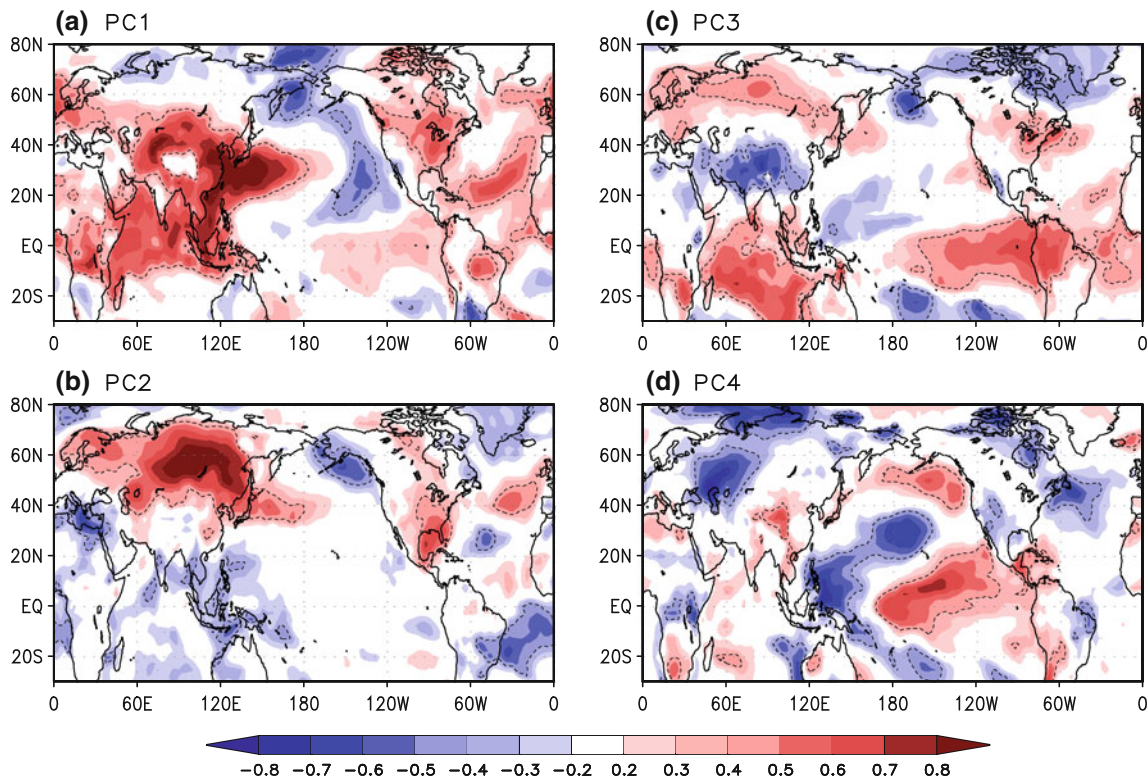 (a) PC1
80N
60N
40N
20N
EQ
20S
0 60E 120E 180 120W 60W 0
(b) PC2
80N
60N
40N
20N
EQ
20S
0 60E 120E 180 120W 60W 0
(c) PC3
80N
60N
40N
20N
EQ
20S
0 60E 120E 180 120W 60W 0
(d) PC4
80N
60N
40N
20N
EQ
20S
0 60E 120E 180 120W 60W 0
-0.8 -0.7 -0.6 -0.5 -0.4 -0.3 -0.2 0.2 0.3 0.4 0.5 0.6 0.7 0.8